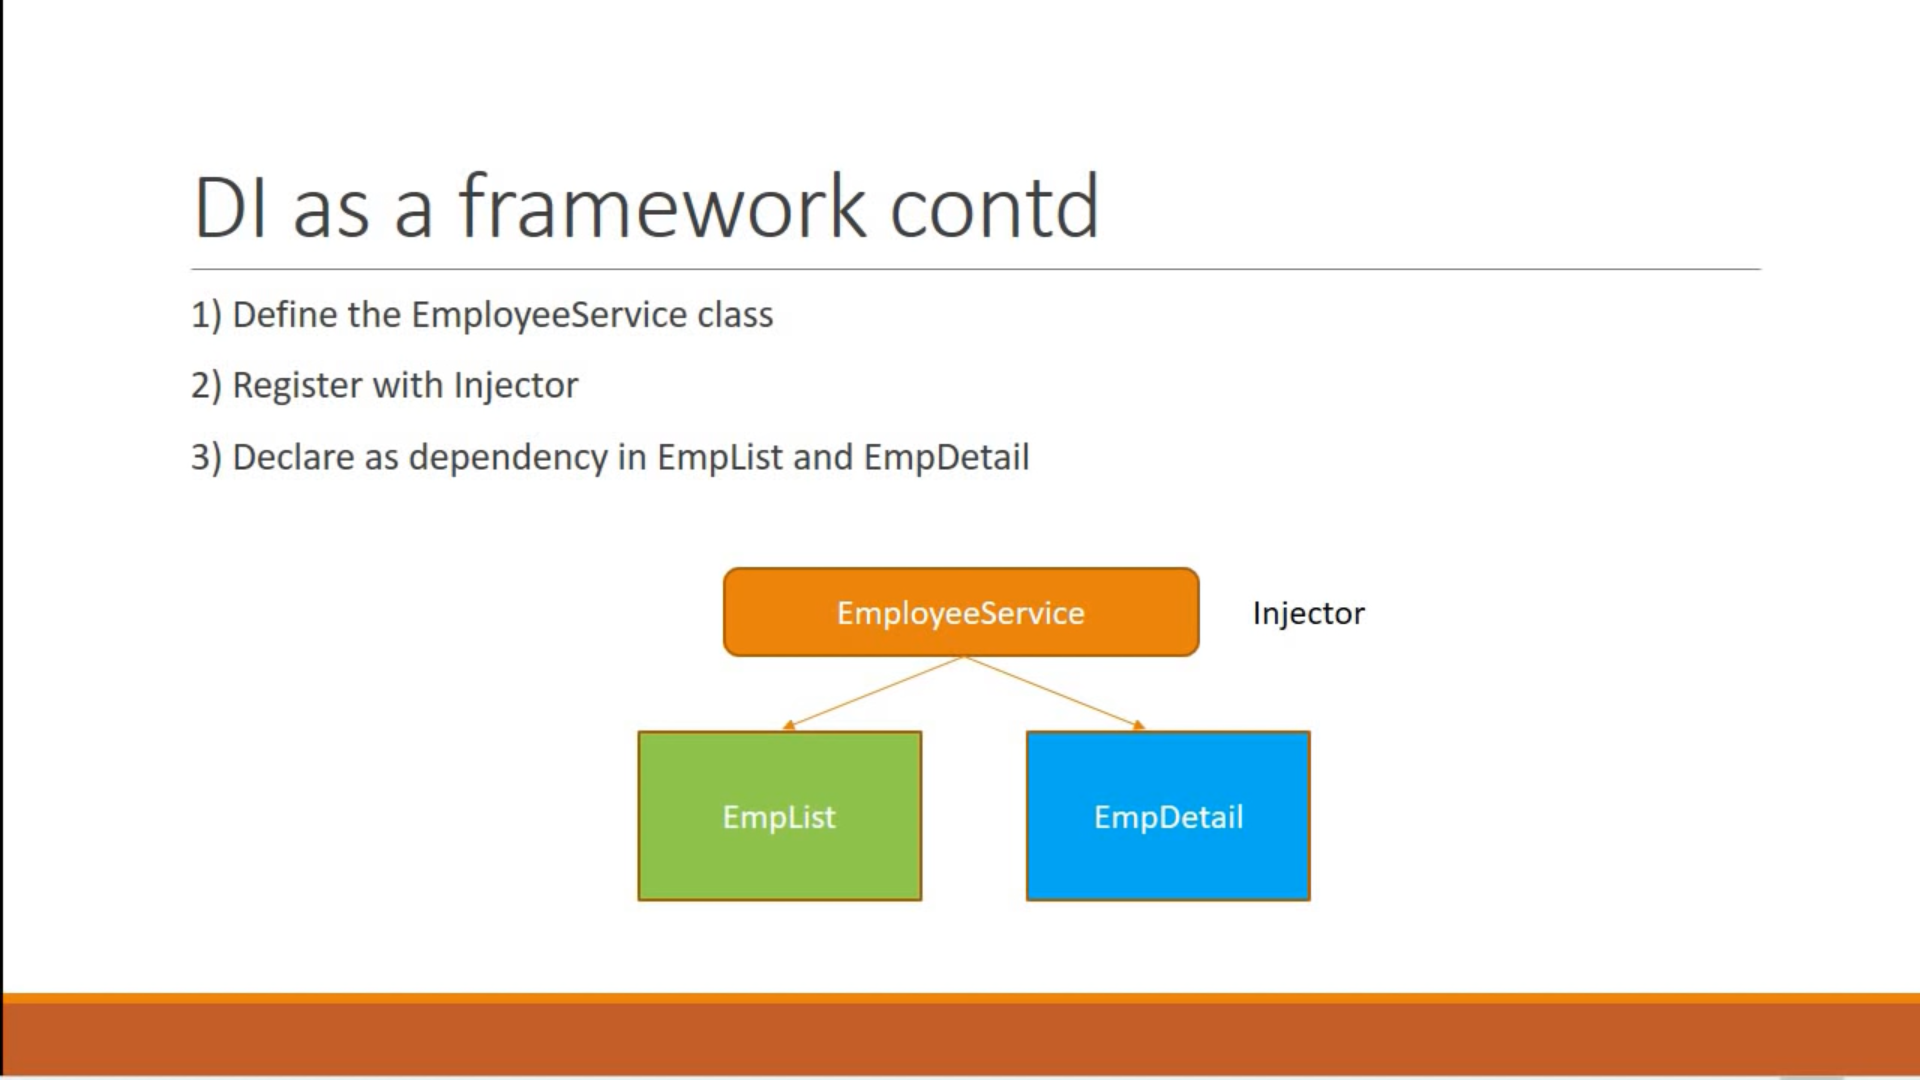 DI as a framework contd
1) Define the EmployeeService class
2) Register with Injector
3) Declare as dependency in EmpList and EmpDetail
EmployeeService
Injector
EmpList
EmpDetail